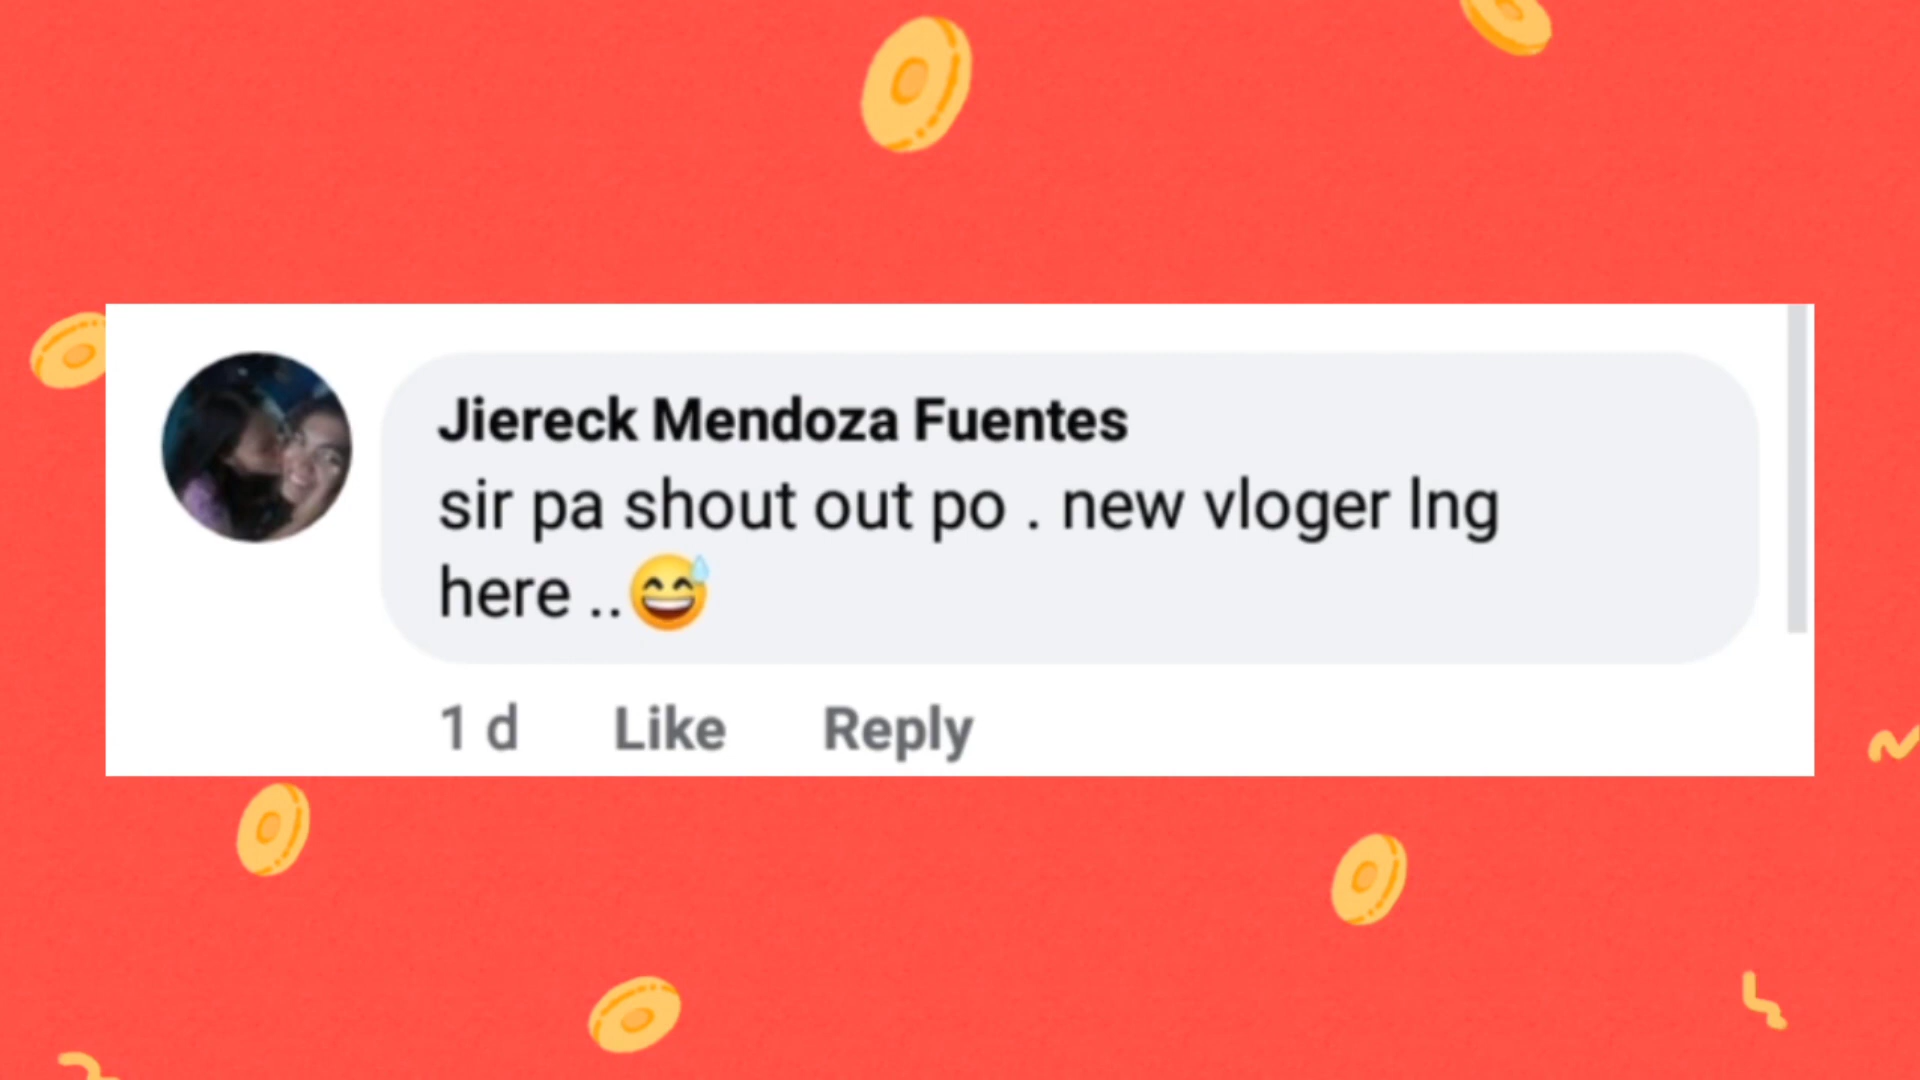 Jiereck Mendoza Fuentes
sir pa shout out po . new vloger lng
here ..😅
1 d Like Reply